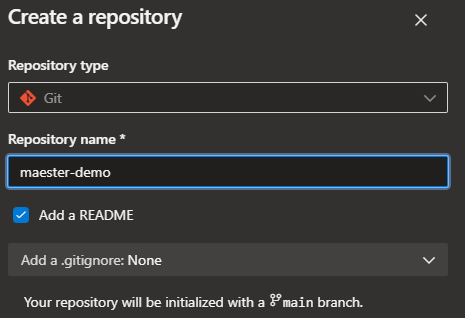 Create a repository
Repository type
Git
Repository name *
maester-demo
Add a README
Add a .gitignore: None
Your repository will be initialized with a main branch.